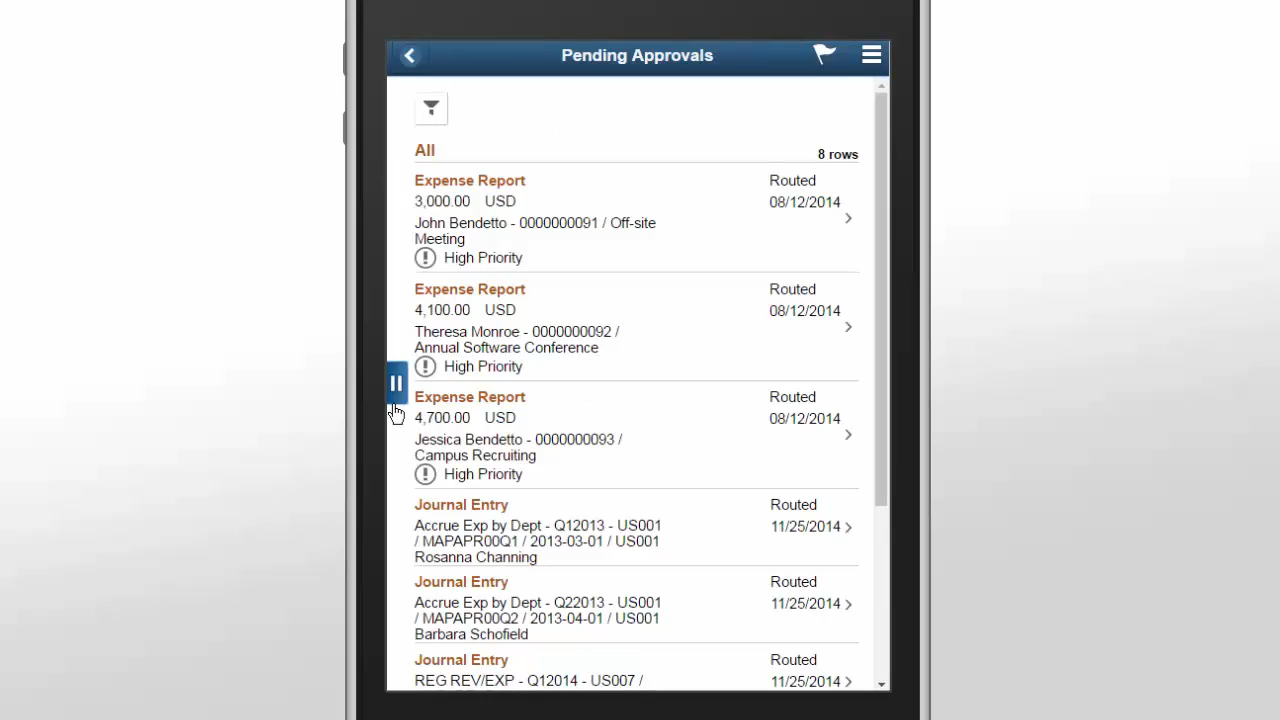 Pending Approvals
All
8 rows
Expense Report
Routed
3,000.00 USD
08/12/2014
John Bendetto - 0000000091 / Off-site
Meeting
High Priority
Expense Report
Routed
4,100.00 USD
08/12/2014
Theresa Monroe - 0000000092 /
Annual Software Conference
High Priority
Expense Report
Routed
4,700.00 USD
08/12/2014
Jessica Bendetto - 0000000093 /
Campus Recruiting
High Priority
Journal Entry
Routed
Accrue Exp by Dept - Q12013 - US001
11/25/2014
/ MAPAPR00Q1 / 2013-03-01 / US001
Rosanna Channing
Journal Entry
Routed
Accrue Exp by Dept - Q22013 - US001
11/25/2014
/ MAPAPR00Q2 / 2013-04-01 / US001
Barbara Schofield
Journal Entry
Routed
REG REV/EXP - Q12014 - US007 /
11/25/2014